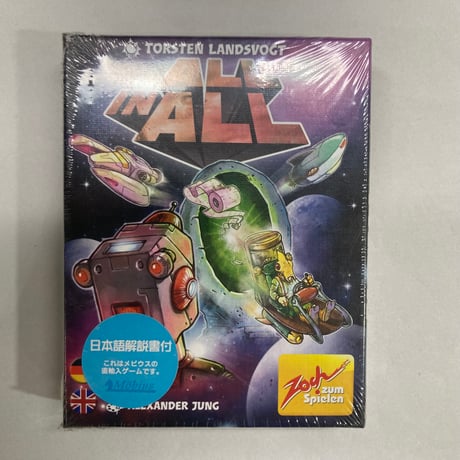 TORSTEN LANDSVOGT
ALL
IN ALL
日本語解説書付
これはメビウスの
直輸入ゲームです。
Möbius
ALEXANDER JUNG
Zoch
zum
Spielen